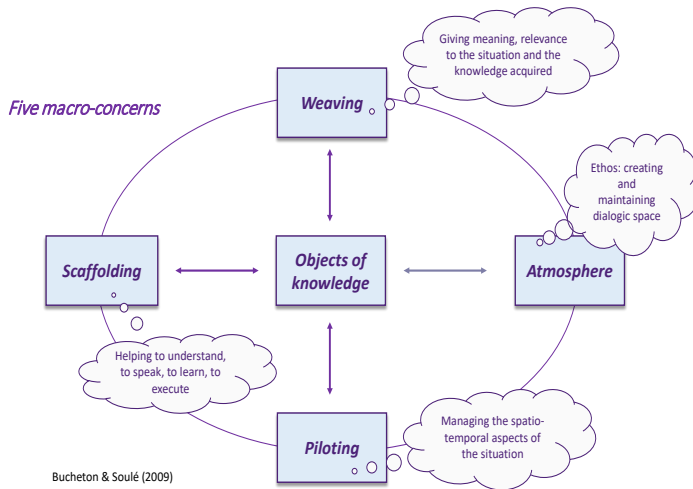 Giving meaning, relevance
to the situation and the
knowledge acquired
Weaving
Five macro-concerns
Ethos: creating
and
maintaining
dialogic space
Scaffolding
Objects of
knowledge
Atmosphere
Helping to understand,
to speak, to learn, to
execute
Piloting
Managing the spatio-
temporal aspects of
the situation
Bucheton & Soulé (2009)